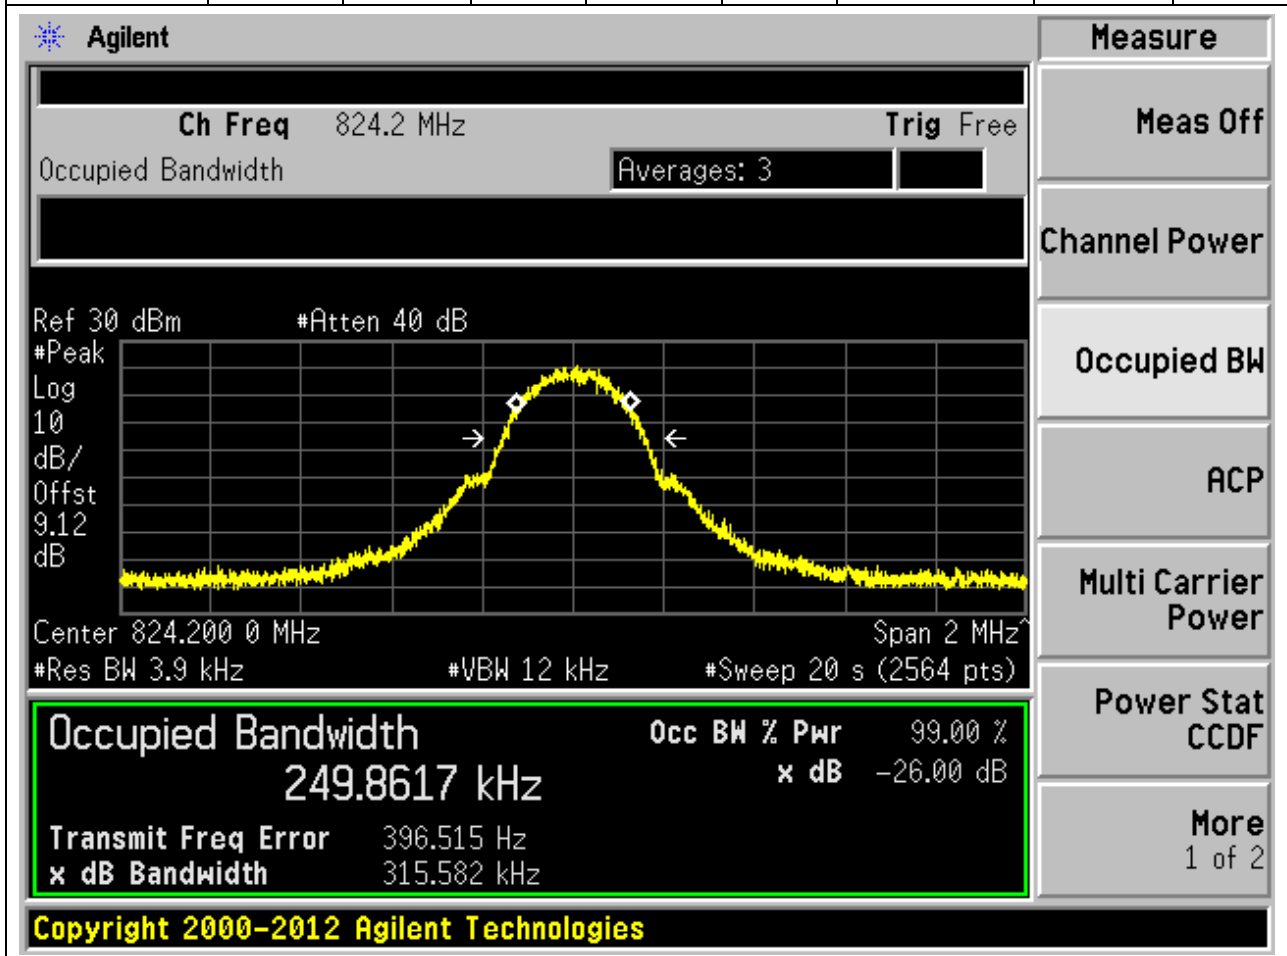 Agilent
Measure
Ch Freq 824.2 MHz Trig Free
Meas Off
Occupied Bandwidth Averages: 3
Channel Power
Ref 30 dBm #Atten 40 dB
#Peak
Log
10
dB/
Offst
9.12
dB
Occupied BW
ACP
Multi Carrier
Power
Center 824.200 0 MHz Span 2 MHz^
#Res BW 3.9 kHz #VBW 12 kHz #Sweep 20 s (2564 pts)
Power Stat
CCDF
Occupied Bandwidth Occ BW % Pwr 99.00 %
249.8617 kHz x dB -26.00 dB
Transmit Freq Error 396.515 Hz
x dB Bandwidth 315.582 kHz
More
1 of 2
Copyright 2000-2012 Agilent Technologies